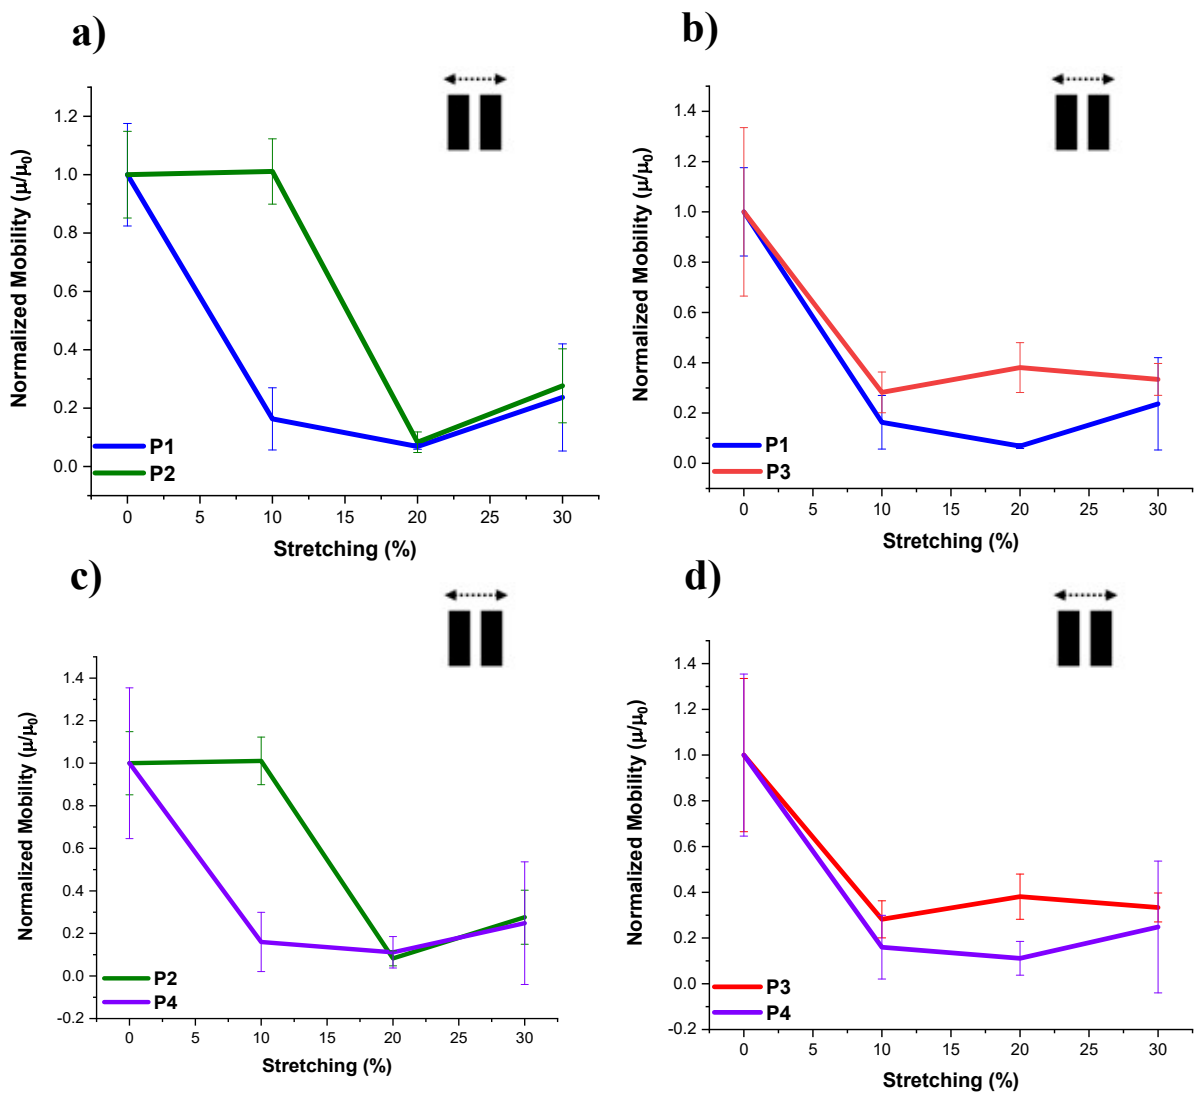 a)
Normalized Mobility (μ/μ₀)
1.2
1.0
0.8
0.6
0.4
0.2
0.0
P1
P2
0 5 10 15 20 25 30
Stretching (%)
b)
Normalized Mobility (μ/μ₀)
1.4
1.2
1.0
0.8
0.6
0.4
0.2
0.0
P1
P3
0 5 10 15 20 25 30
Stretching (%)
c)
Normalized Mobility (μ/μ₀)
1.4
1.2
1.0
0.8
0.6
0.4
0.2
0.0
-0.2
P2
P4
0 5 10 15 20 25 30
Stretching (%)
d)
Normalized Mobility (μ/μ₀)
1.4
1.2
1.0
0.8
0.6
0.4
0.2
0.0
-0.2
P3
P4
0 5 10 15 20 25 30
Stretching (%)